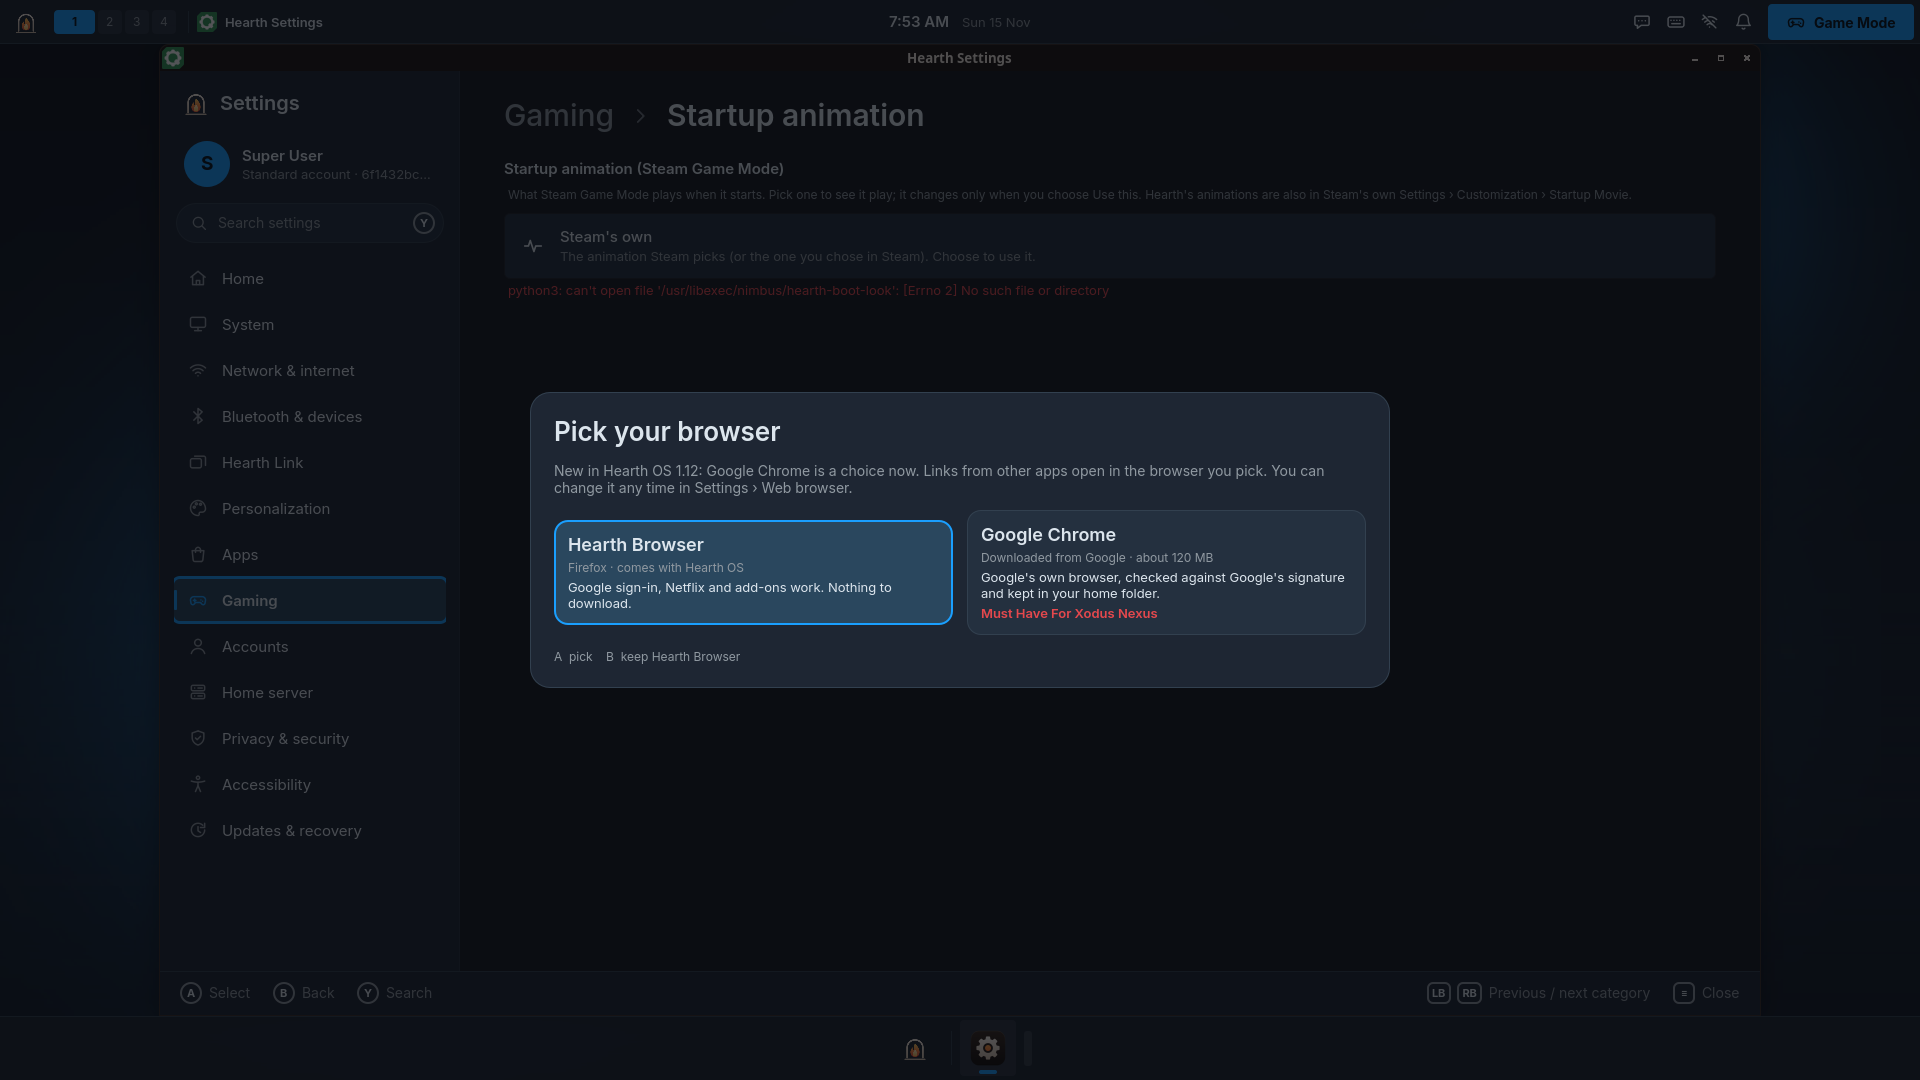 1 2 3 4 Hearth Settings 7:53 AM Sun 15 Nov Game Mode
Hearth Settings
Settings
S
Super User
Standard account · 6f1432bc...
Search settings Y
Home
System
Network & internet
Bluetooth & devices
Hearth Link
Personalization
Apps
Gaming
Accounts
Home server
Privacy & security
Accessibility
Updates & recovery
Gaming › Startup animation
Startup animation (Steam Game Mode)
What Steam Game Mode plays when it starts. Pick one to see it play; it changes only when you choose Use this. Hearth's animations are also in Steam's own Settings › Customization › Startup Movie.
Steam's own
The animation Steam picks (or the one you chose in Steam). Choose to use it.
python3: can't open file '/usr/libexec/nimbus/hearth-boot-look': [Errno 2] No such file or directory
Pick your browser
New in Hearth OS 1.12: Google Chrome is a choice now. Links from other apps open in the browser you pick. You can
change it any time in Settings › Web browser.
Hearth Browser
Firefox · comes with Hearth OS
Google sign-in, Netflix and add-ons work. Nothing to
download.
Google Chrome
Downloaded from Google · about 120 MB
Google's own browser, checked against Google's signature
and kept in your home folder.
Must Have For Xodus Nexus
A pick B keep Hearth Browser
A Select B Back Y Search
LB RB Previous / next category ≡ Close